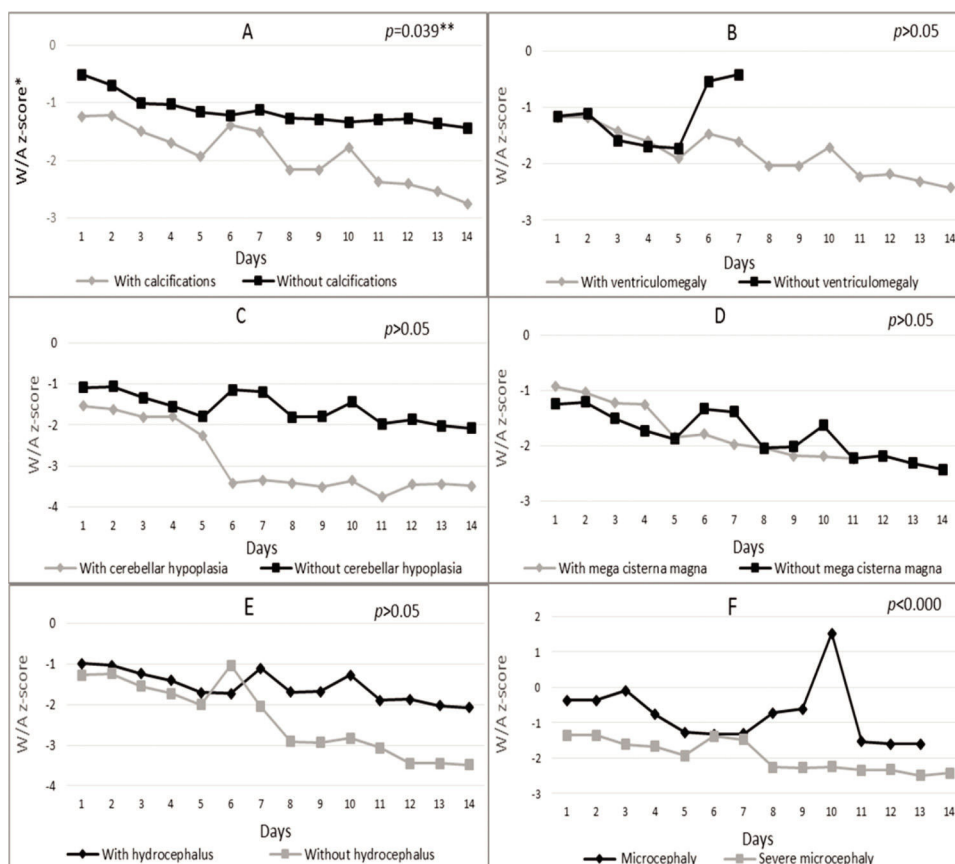 A
p=0.039**
W/A z-score*
0
-1
-2
-3
1 2 3 4 5 6 7 8 9 10 11 12 13 14
Days
With calcifications
Without calcifications
B
p>0.05
W/A z-score
0
-1
-2
-3
1 2 3 4 5 6 7 8 9 10 11 12 13 14
Days
With ventriculomegaly
Without ventriculomegaly
C
p>0.05
W/A z-score
0
-1
-2
-3
-4
1 2 3 4 5 6 7 8 9 10 11 12 13 14
Days
With cerebellar hypoplasia
Without cerebellar hypoplasia
D
p>0.05
W/A z-score
0
-1
-2
-3
1 2 3 4 5 6 7 8 9 10 11 12 13 14
Days
With mega cisterna magna
Without mega cisterna magna
E
p>0.05
W/A z-score
0
-1
-2
-3
-4
1 2 3 4 5 6 7 8 9 10 11 12 13 14
Days
With hydrocephalus
Without hydrocephalus
F
p<0.000
W/A z-score
2
1
0
-1
-2
-3
1 2 3 4 5 6 7 8 9 10 11 12 13 14
Days
Microcephaly
Severe microcephaly